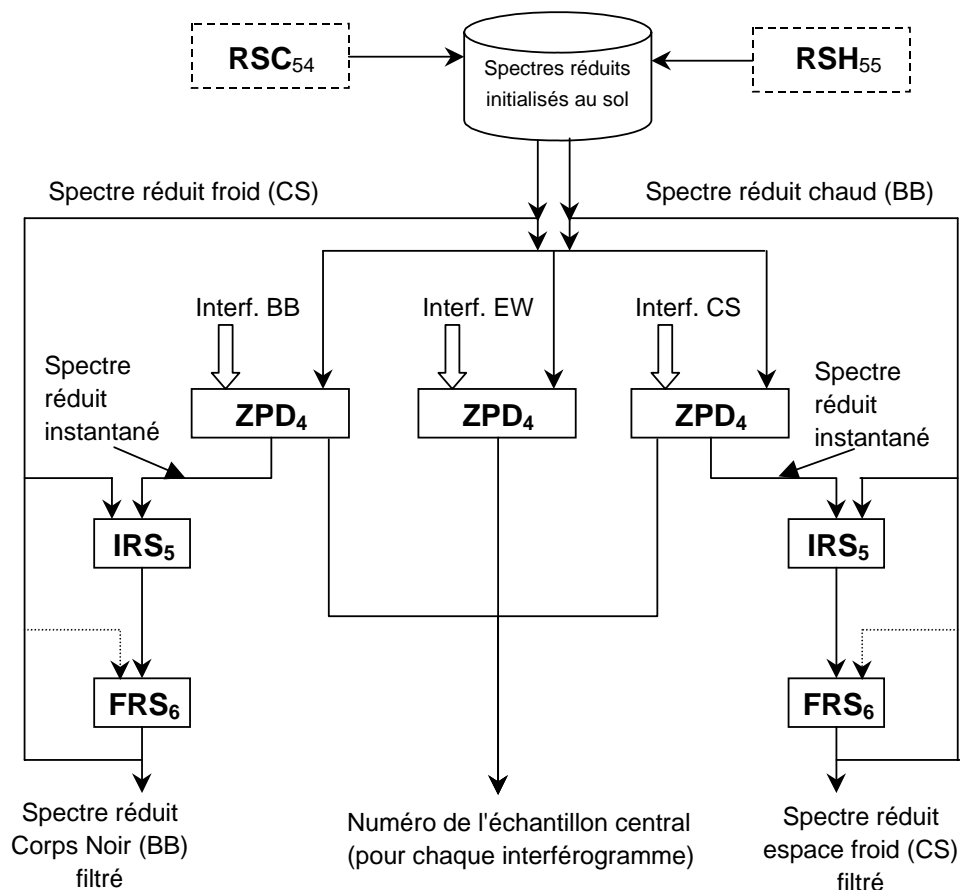 RSC54
Spectres réduits
initialisés au sol
RSH55
Spectre réduit froid (CS)
Spectre réduit chaud (BB)
Interf. BB
Interf. EW
Interf. CS
Spectre
réduit
instantané
Spectre
réduit
instantané
ZPD4
ZPD4
ZPD4
IRS5
IRS5
FRS6
FRS6
Spectre réduit
Corps Noir (BB)
filtré
Numéro de l'échantillon central
(pour chaque interférogramme)
Spectre réduit
espace froid (CS)
filtré